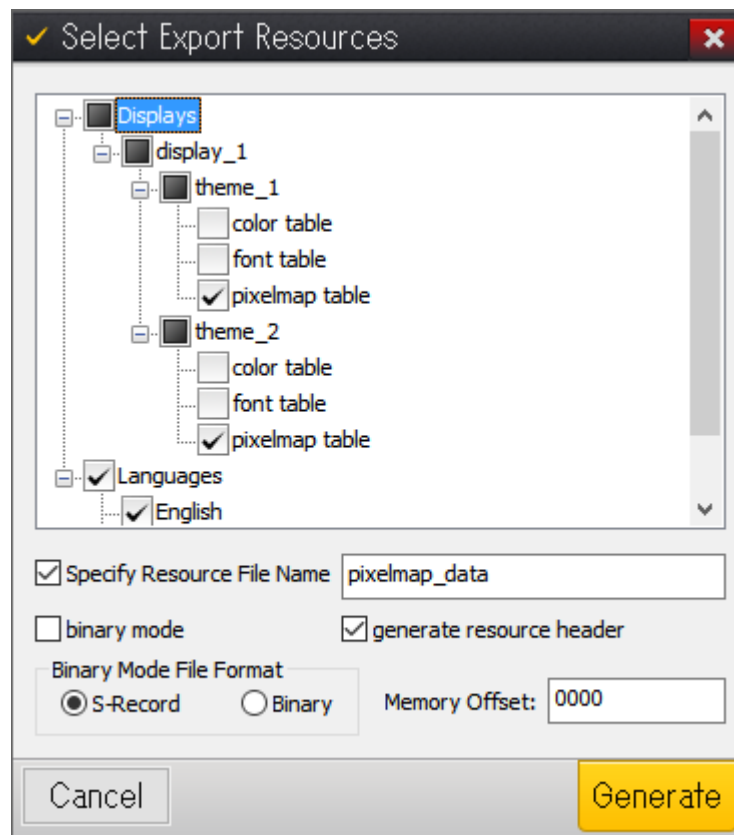 Select Export Resources
Displays
display_1
theme_1
color table
font table
pixelmap table
theme_2
color table
font table
pixelmap table
Languages
English
Specify Resource File Name pixelmap_data
binary mode generate resource header
Binary Mode File Format
S-Record Binary Memory Offset: 0000
Cancel Generate